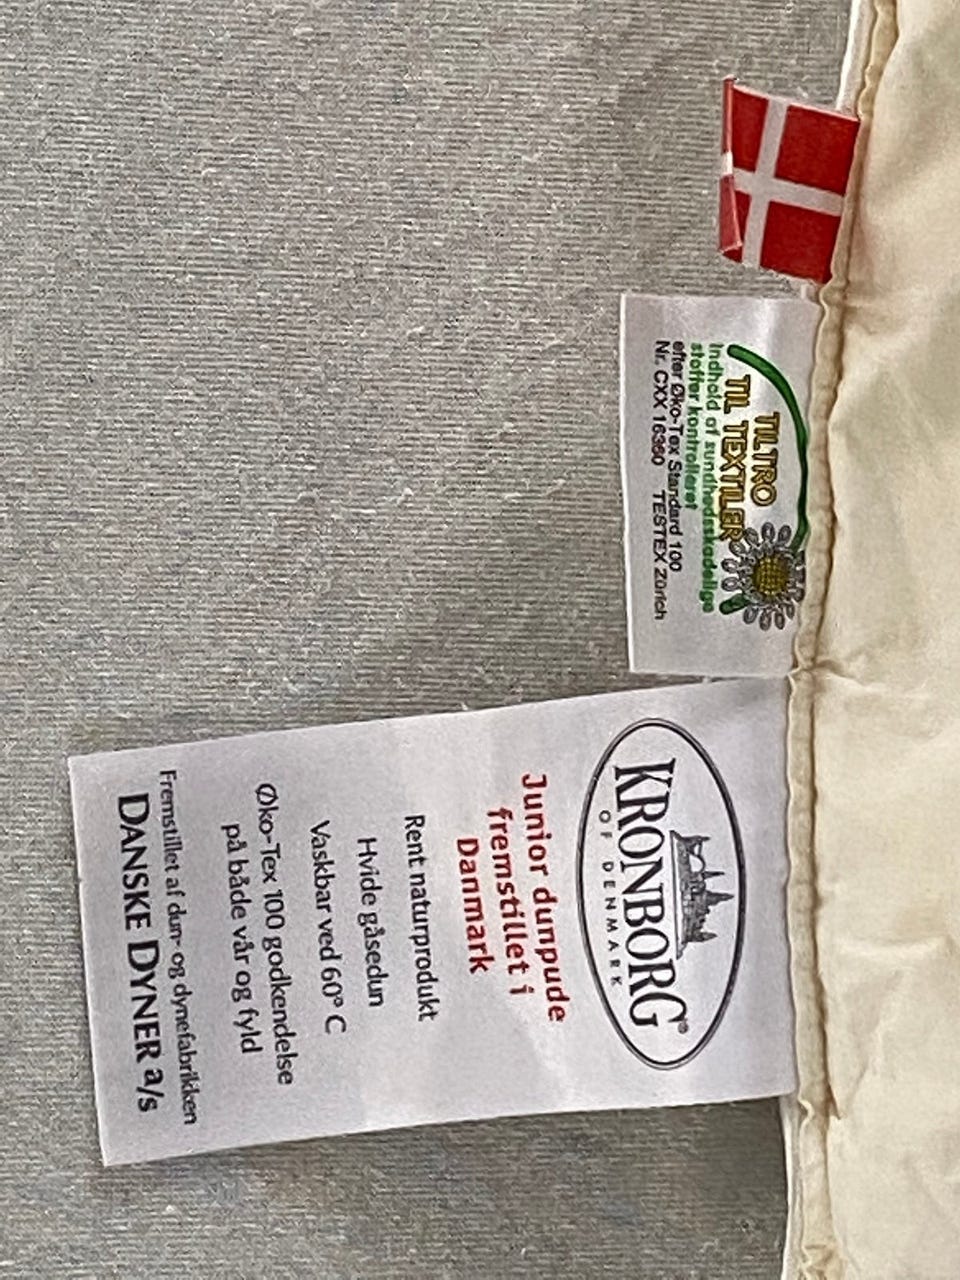 TILTRO
TIL TEXTILER
Indhold af sundhedsskadelige
stoffer kontrolleret
efter Øko-Tex Standard 100
Nr. CXX 16360 TESTEX Zürich
KRONBORG®
OF DENMARK
Junior dunpude
fremstillet i
Danmark
Rent naturprodukt
Hvide gåsedun
Vaskbar ved 60° C
Øko-Tex 100 godkendelse
på både vår og fyld
Fremstillet af dun- og dynefabrikken
DANSKE DYNER a/s